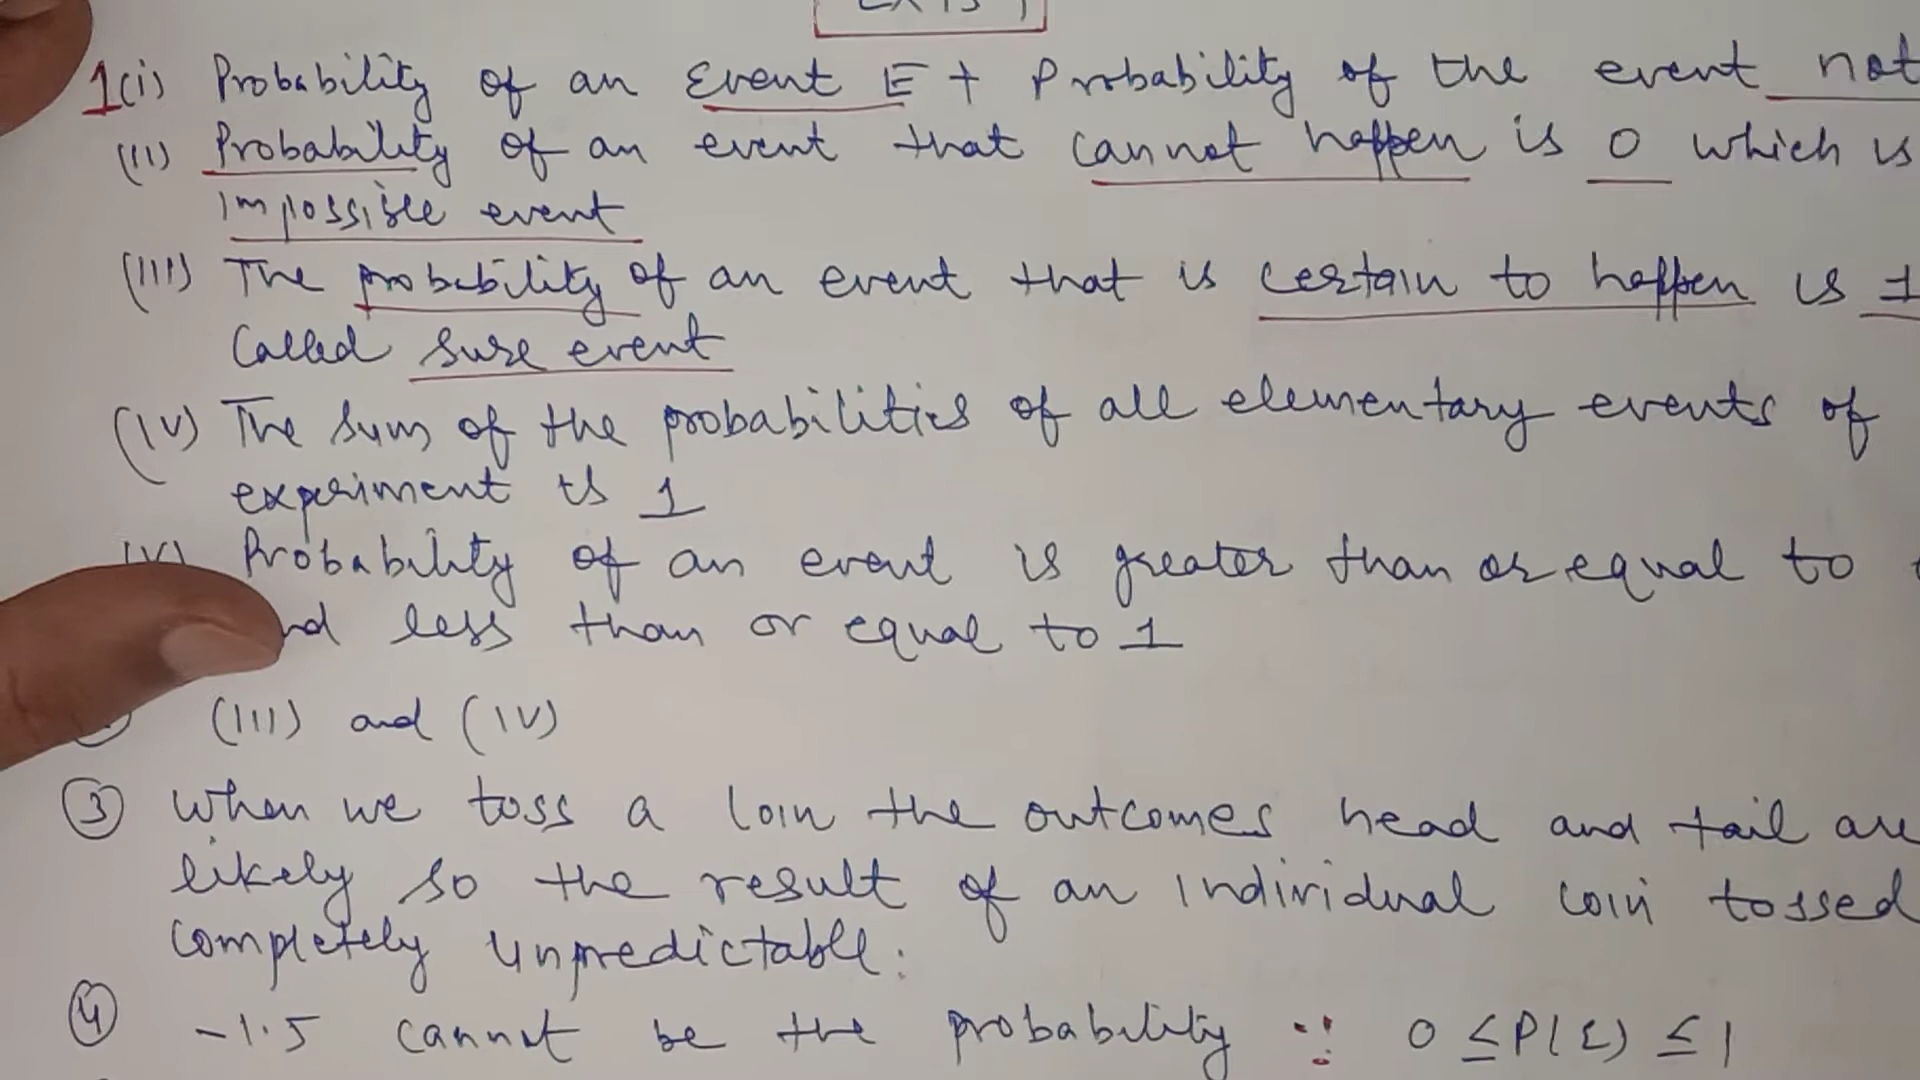 1(i) Probability of an Event E + Probability of the event not
(ii) Probability of an event that cannot happen is 0 which is
impossible event
(iii) The probability of an event that is certain to happen is 1
called sure event
(iv) The sum of the probabilities of all elementary events of
experiment is 1
(v) Probability of an event is greater than or equal to
and less than or equal to 1
(iii) and (iv)
3 when we toss a coin the outcomes head and tail are
likely so the result of an individual coin tossed
completely unpredictable.
4 -1.5 cannot be the probability ∵ 0 ≤ P(E) ≤ 1